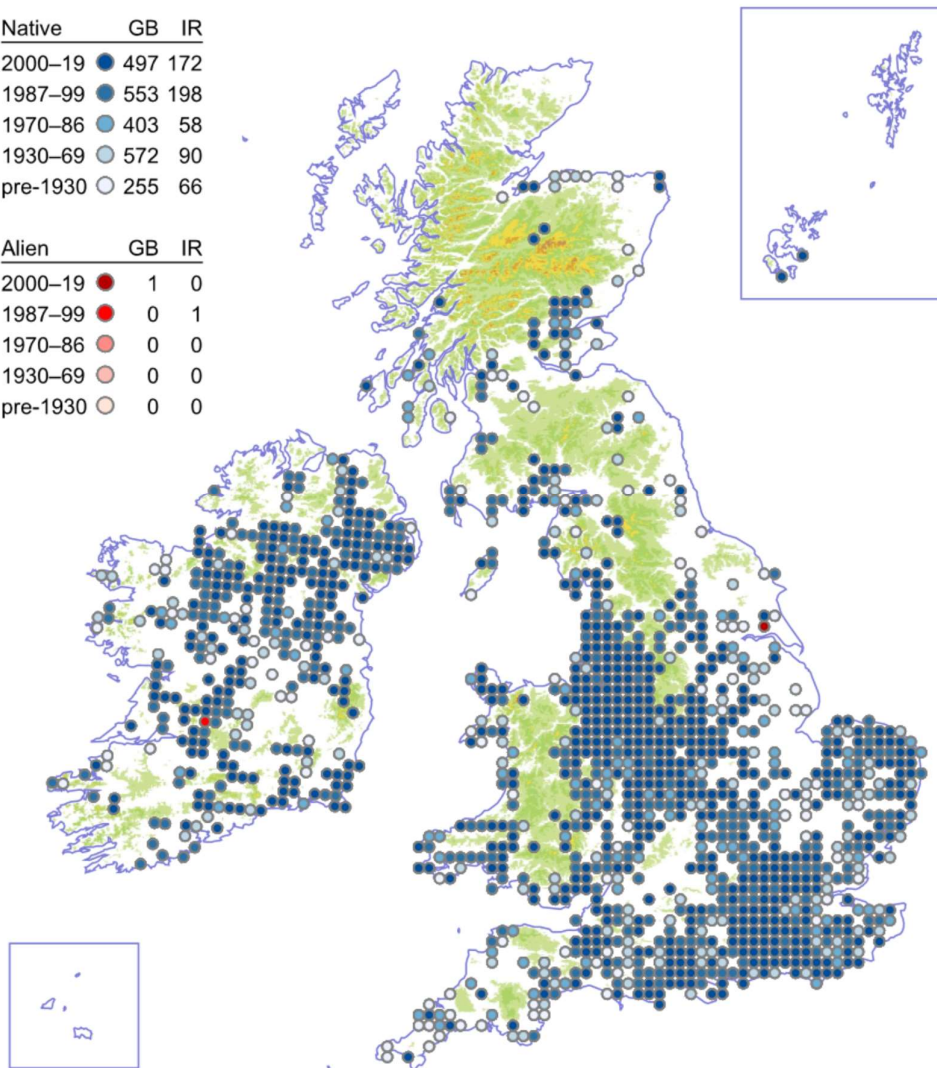 Native GB IR
2000–19 497 172
1987–99 553 198
1970–86 403 58
1930–69 572 90
pre-1930 255 66
Alien GB IR
2000–19 1 0
1987–99 0 1
1970–86 0 0
1930–69 0 0
pre-1930 0 0